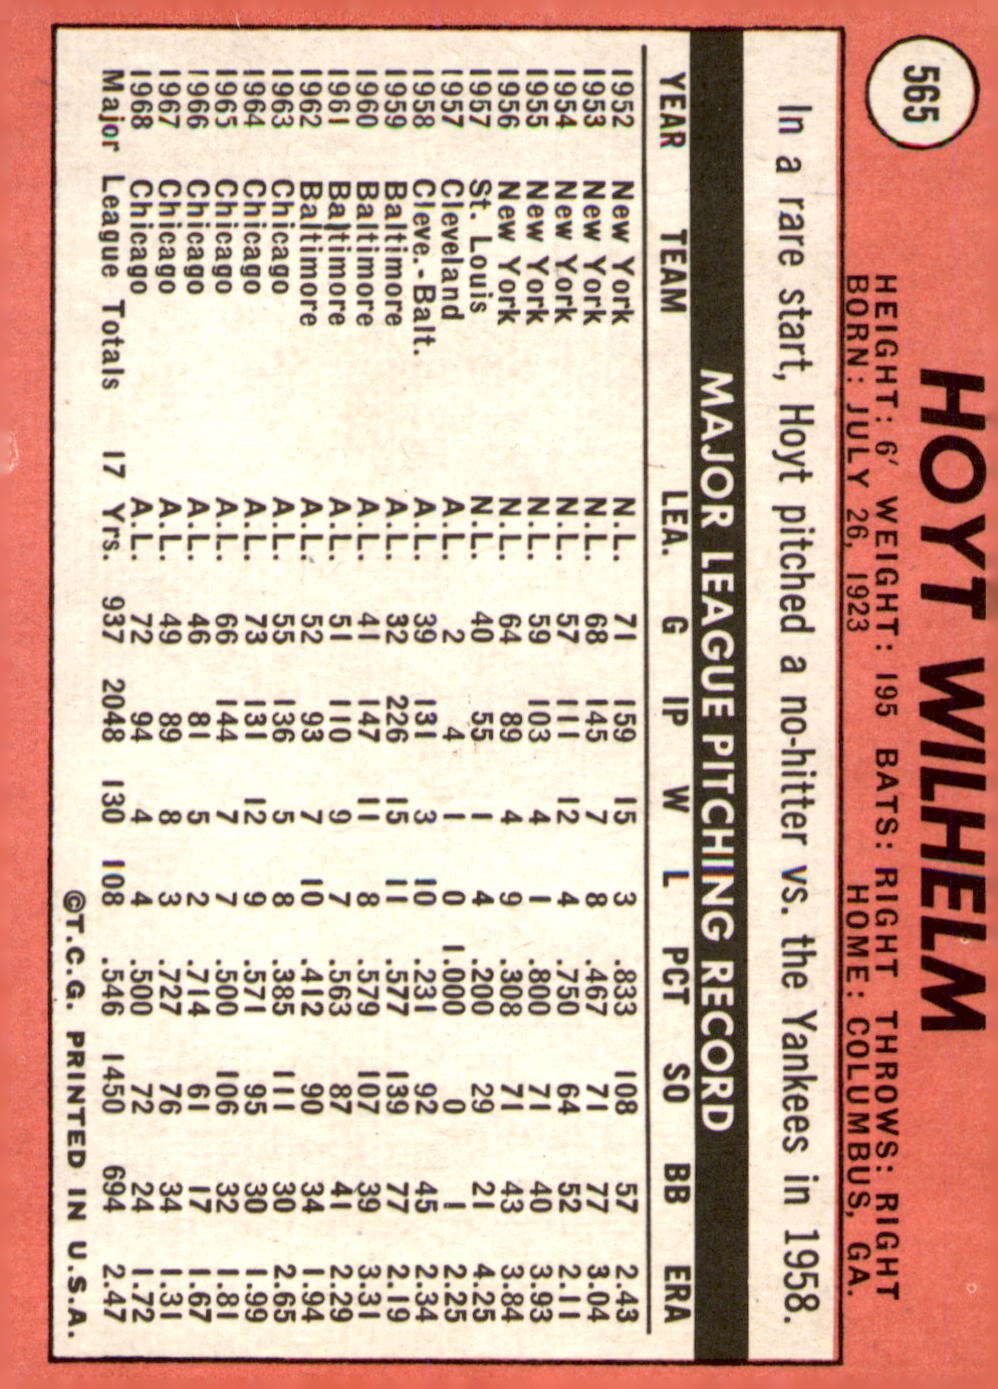 565
HOYT WILHELM
HEIGHT: 6′ WEIGHT: 195 BATS: RIGHT THROWS: RIGHT
BORN: JULY 26, 1923 HOME: COLUMBUS, GA.
In a rare start, Hoyt pitched a no-hitter vs. the Yankees in 1958.
MAJOR LEAGUE PITCHING RECORD
YEAR TEAM LEA. G IP W L PCT SO BB ERA
1952 New York N.L. 71 159 15 3 .833 108 57 2.43
1953 New York N.L. 68 145 7 8 .467 71 77 3.04
1954 New York N.L. 57 111 12 4 .750 64 52 2.11
1955 New York N.L. 59 103 4 1 .800 71 40 3.93
1956 New York N.L. 64 89 4 9 .308 71 43 3.84
1957 St. Louis N.L. 40 55 1 4 .200 29 21 4.25
1957 Cleveland A.L. 2 4 1 0 1.000 0 1 2.25
1958 Cleve.-Balt. A.L. 39 131 3 10 .231 92 45 2.34
1959 Baltimore A.L. 32 226 15 11 .577 139 77 2.19
1960 Baltimore A.L. 41 147 11 8 .579 107 39 3.31
1961 Baltimore A.L. 51 110 9 7 .563 87 41 2.29
1962 Baltimore A.L. 52 93 7 10 .412 90 34 1.94
1963 Chicago A.L. 55 136 5 8 .385 111 30 2.65
1964 Chicago A.L. 73 131 12 9 .571 95 30 1.99
1965 Chicago A.L. 66 144 7 7 .500 106 32 1.81
1966 Chicago A.L. 46 81 5 2 .714 61 17 1.67
1967 Chicago A.L. 49 89 8 3 .727 76 34 1.31
1968 Chicago A.L. 72 94 4 4 .500 72 24 1.72
Major League Totals 17 Yrs. 937 2048 130 108 .546 1450 694 2.47
©T.C.G. PRINTED IN U.S.A.